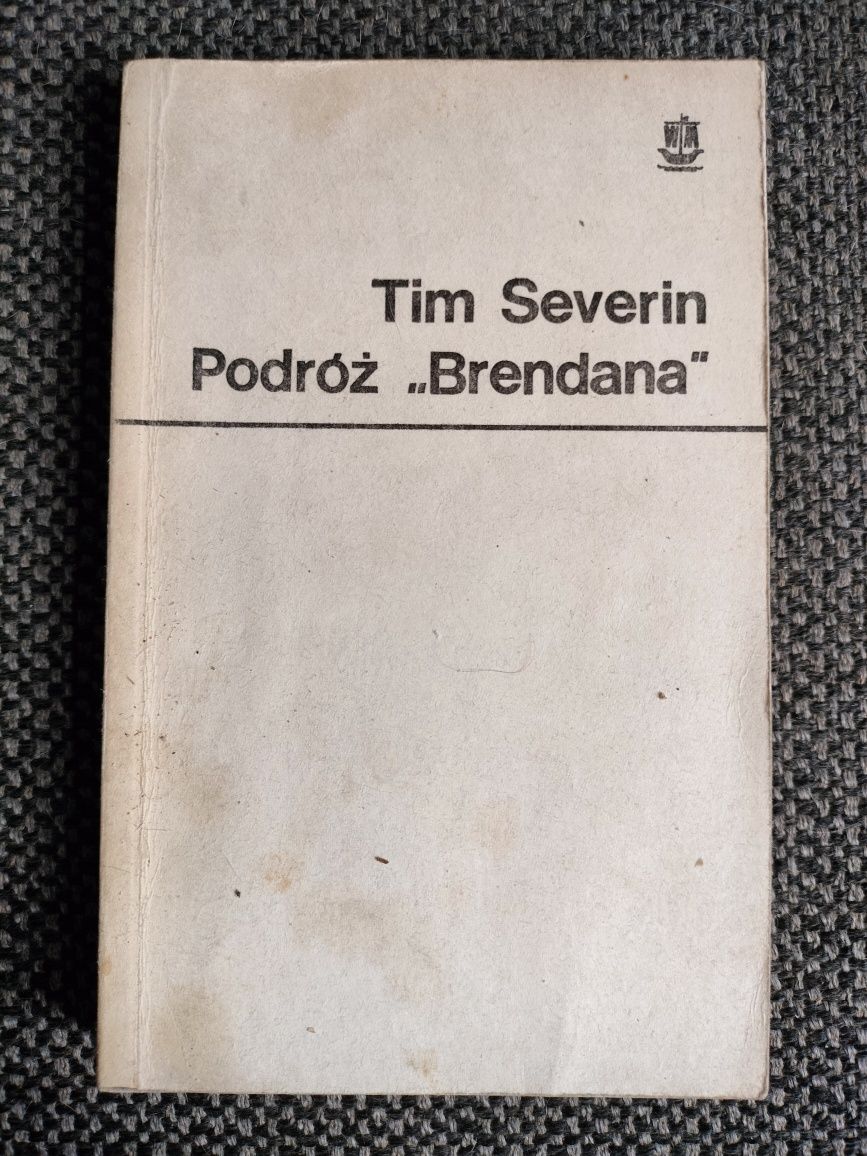 Tim Severin
Podróż „Brendana"